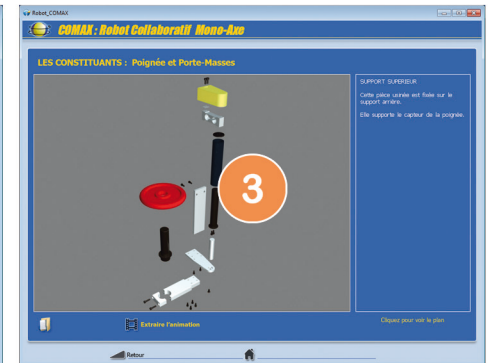 Robot_COMAX
COMAX : Robot Collaboratif Mono-Axe
LES CONSTITUANTS : Poignée et Porte-Masses
SUPPORT SUPERIEUR
Cette pièce usinée est fixée sur le
support arrière.
Elle supporte le capteur de la poignée.
3
Extraire l'animation
Cliquez pour voir le plan
Retour